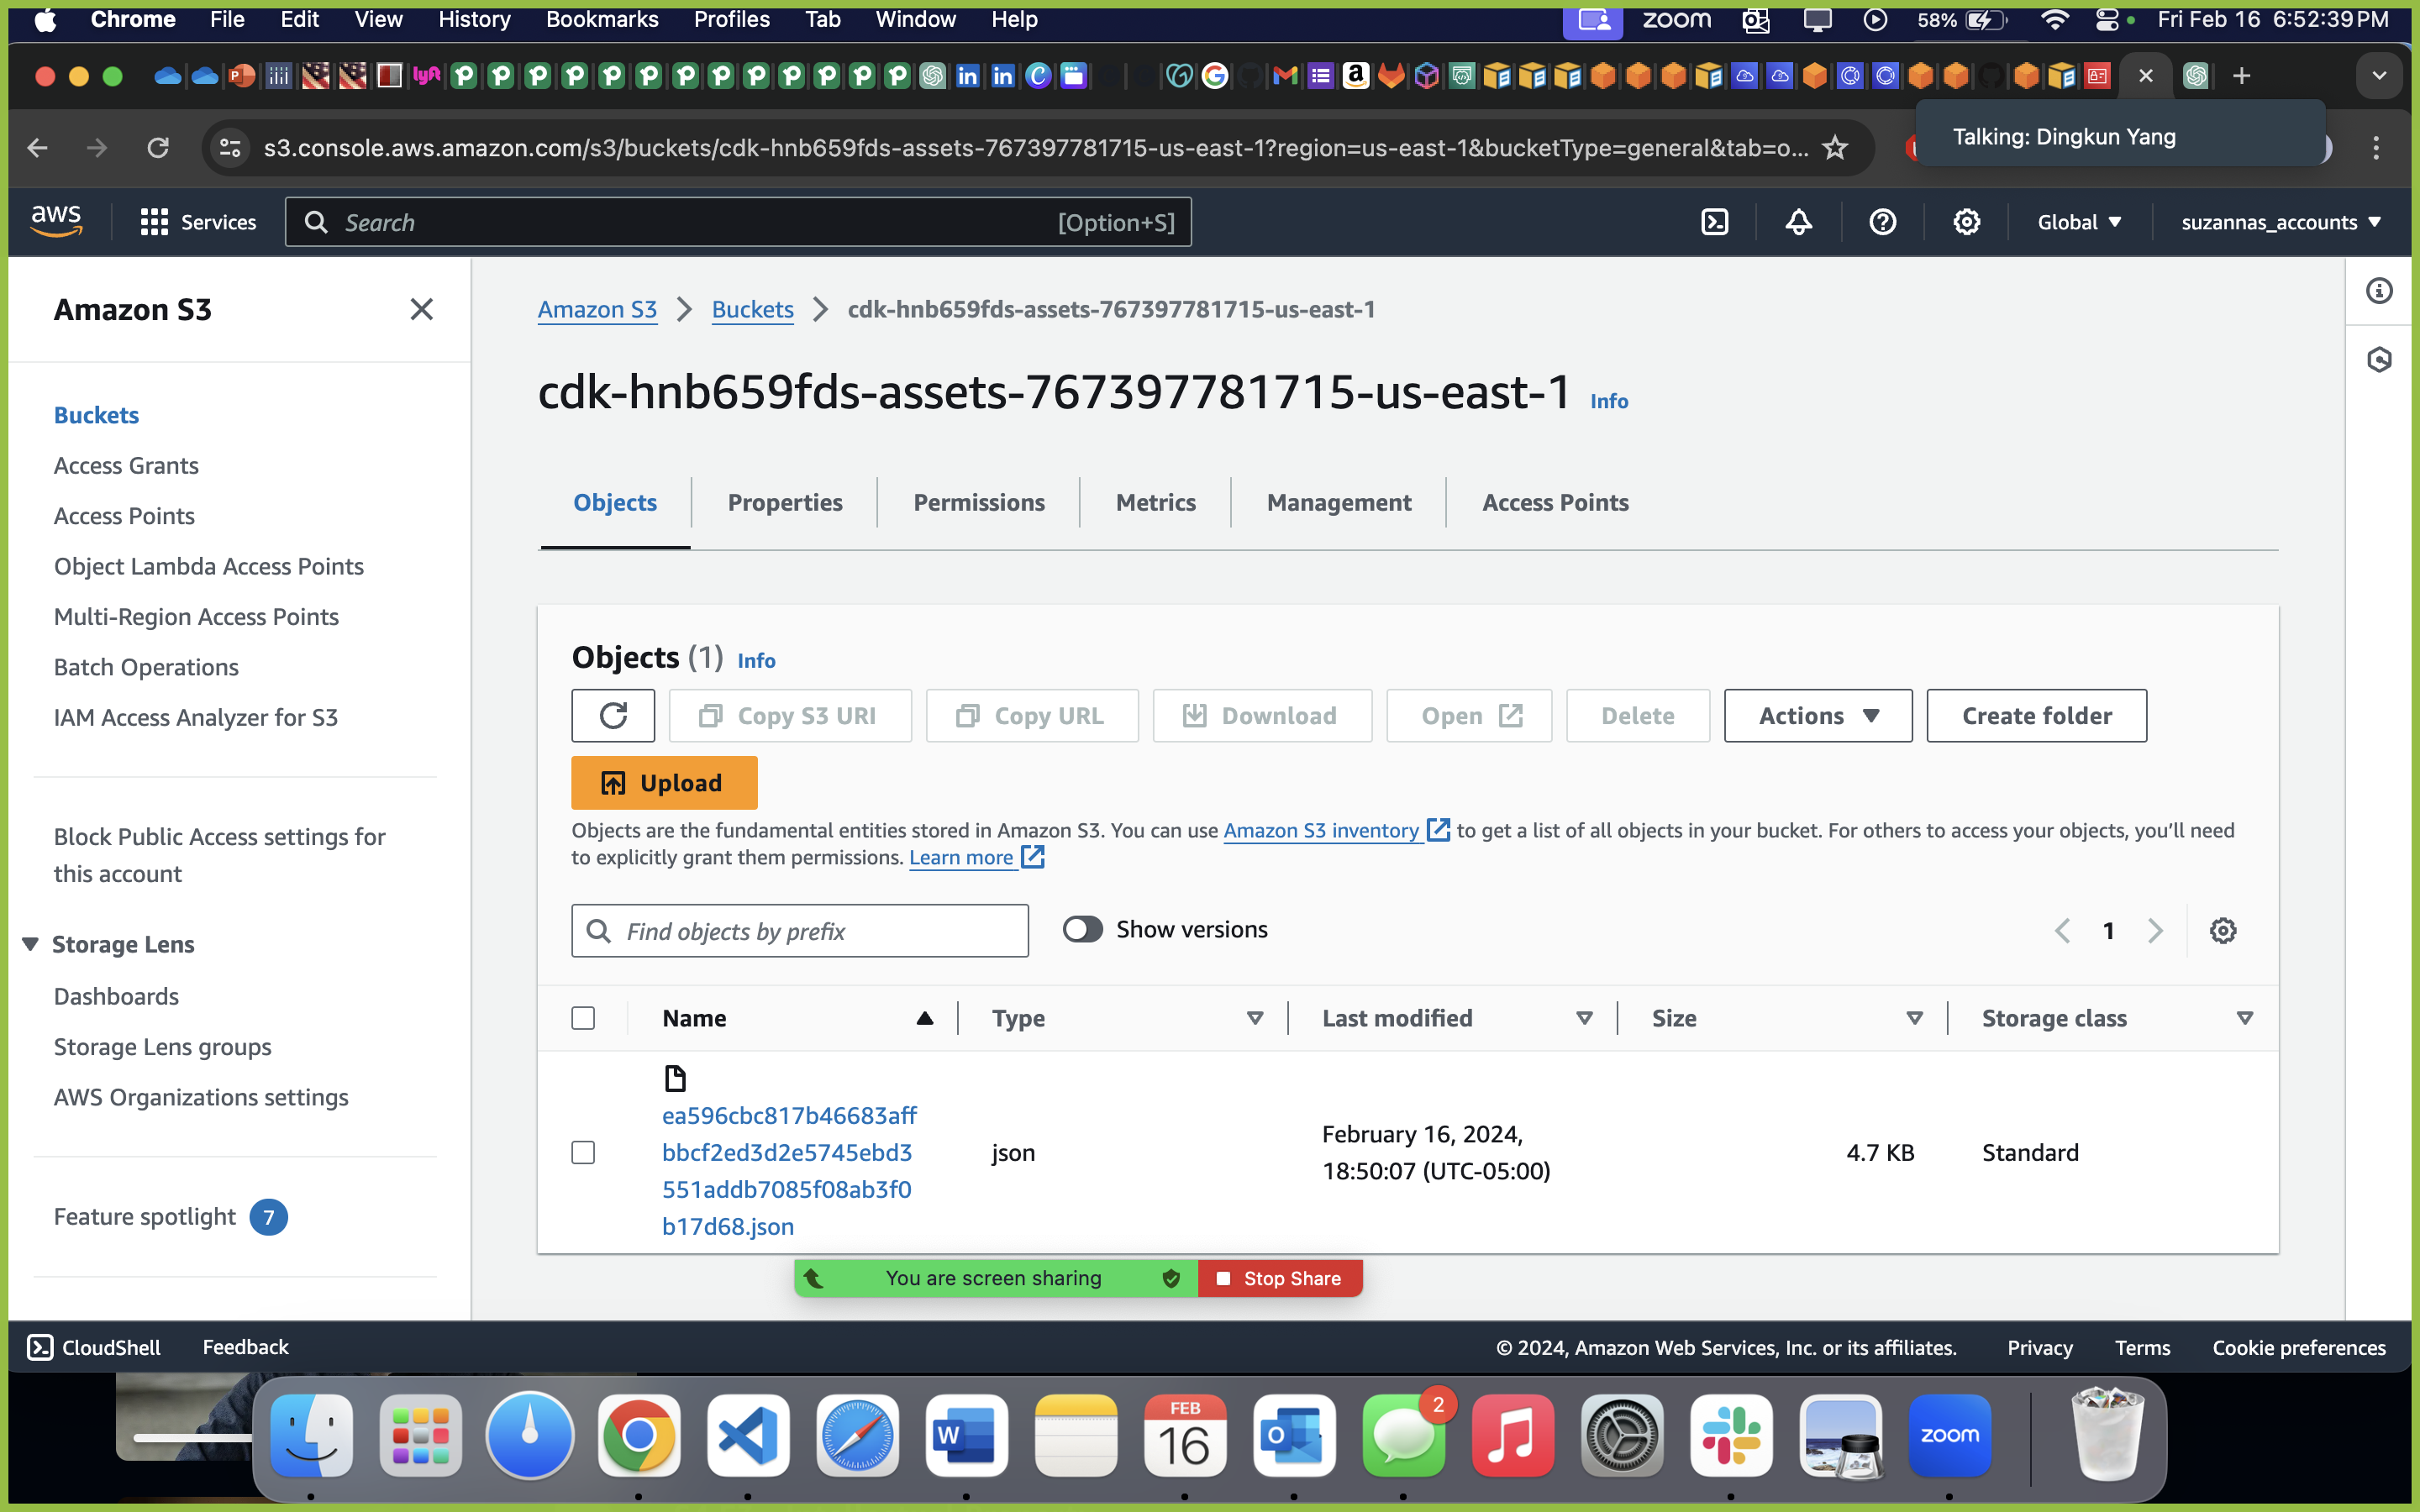 Chrome File Edit View History Bookmarks Profiles Tab Window Help zoom 58% Fri Feb 16 6:52:39 PM
s3.console.aws.amazon.com/s3/buckets/cdk-hnb659fds-assets-767397781715-us-east-1?region=us-east-1&bucketType=general&tab=o...
Talking: Dingkun Yang
aws Services Search [Option+S] Global suzannas_accounts
Amazon S3
Buckets
Access Grants
Access Points
Object Lambda Access Points
Multi-Region Access Points
Batch Operations
IAM Access Analyzer for S3
Block Public Access settings for
this account
Storage Lens
Dashboards
Storage Lens groups
AWS Organizations settings
Feature spotlight 7
Amazon S3 Buckets cdk-hnb659fds-assets-767397781715-us-east-1
cdk-hnb659fds-assets-767397781715-us-east-1 Info
Objects Properties Permissions Metrics Management Access Points
Objects (1) Info
Copy S3 URI Copy URL Download Open Delete Actions Create folder
Upload
Objects are the fundamental entities stored in Amazon S3. You can use Amazon S3 inventory to get a list of all objects in your bucket. For others to access your objects, you'll need
to explicitly grant them permissions. Learn more
Find objects by prefix Show versions 1
Name Type Last modified Size Storage class
ea596cbc817b46683aff
bbcf2ed3d2e5745ebd3
551addb7085f08ab3f0
b17d68.json
json
February 16, 2024,
18:50:07 (UTC-05:00)
4.7 KB
Standard
You are screen sharing Stop Share
CloudShell Feedback © 2024, Amazon Web Services, Inc. or its affiliates. Privacy Terms Cookie preferences
FEB
16
2
zoom